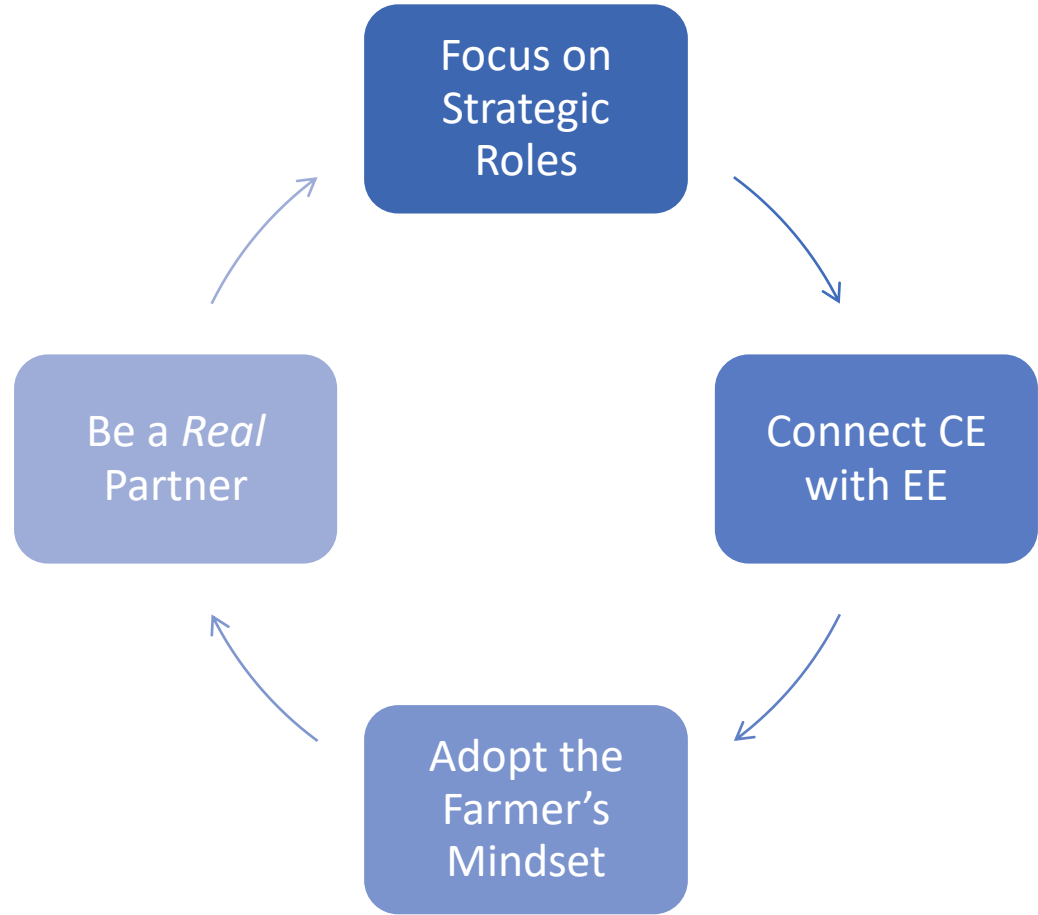 Focus on
Strategic
Roles
Connect CE
with EE
Adopt the
Farmer’s
Mindset
Be a Real
Partner